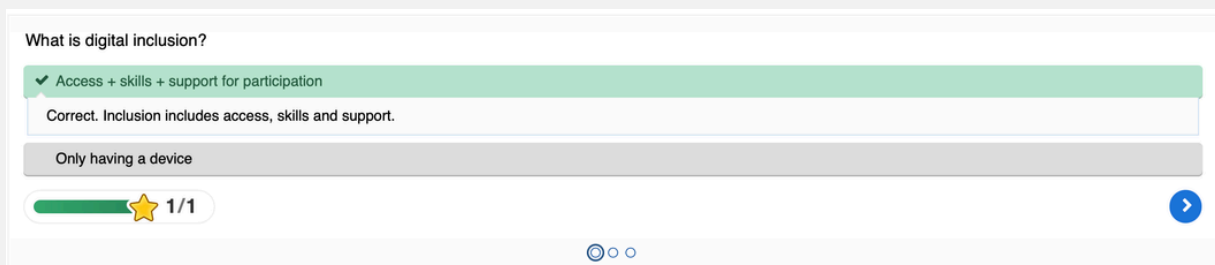 What is digital inclusion?
Access + skills + support for participation
Correct. Inclusion includes access, skills and support.
Only having a device
1/1